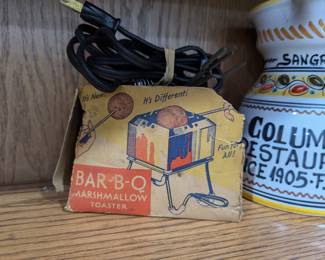 It's New!
It's Different!
Fun For
All!
BAR-B-Q
MARSHMALLOW
TOASTER
SANGR
COLUM
RESTAUR
CE 1905-F